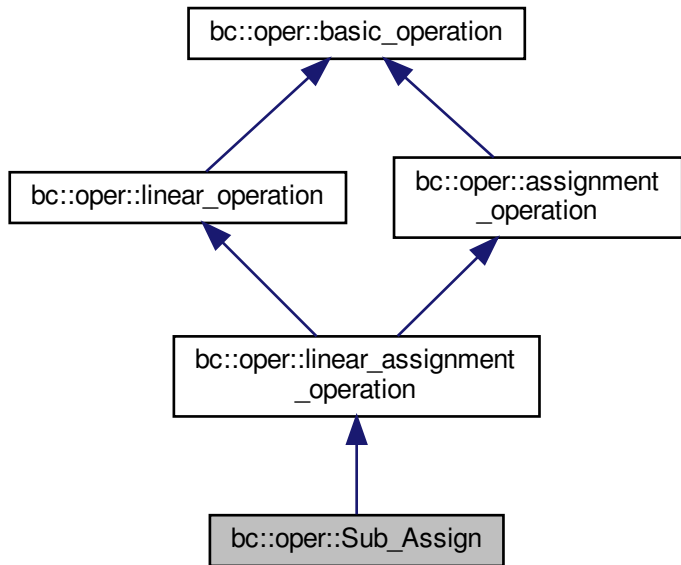 bc::oper::basic_operation
bc::oper::linear_operation
bc::oper::assignment
_operation
bc::oper::linear_assignment
_operation
bc::oper::Sub_Assign